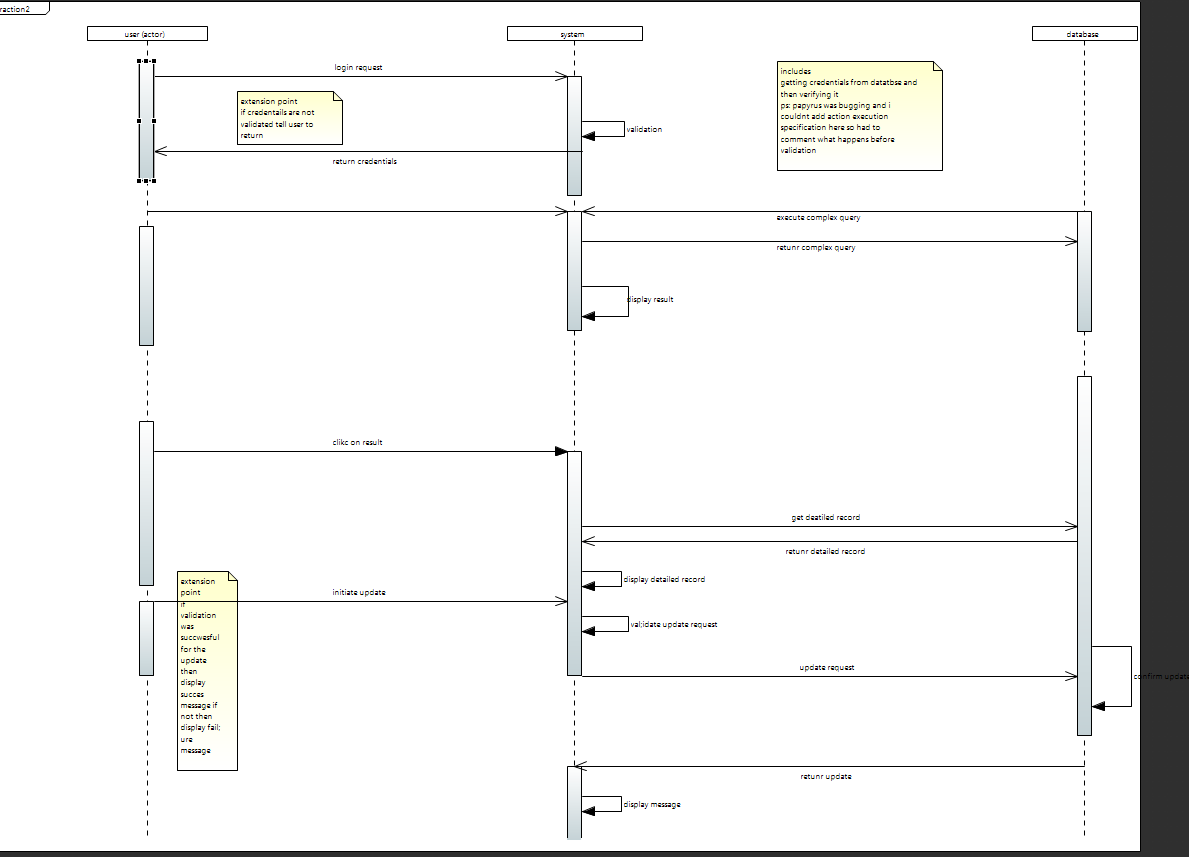 raction2
user (actor)
system
database
login request
includes
getting credentials from datatbse and
then verifying it
ps: papyrus was bugging and i
couldnt add action execution
specification here so had to
comment what happens before
validation
extension point
if credentails are not
validated tell user to
return
validation
return credentials
execute complex query
retunr complex query
display result
clikc on result
get deatiled record
retunr detailed record
display detailed record
extension
point
if
validation
was
succwesful
for the
update
then
display
succes
message if
not then
display fail;
ure
message
initiate update
val;idate update request
update request
confirm update
retunr update
display message